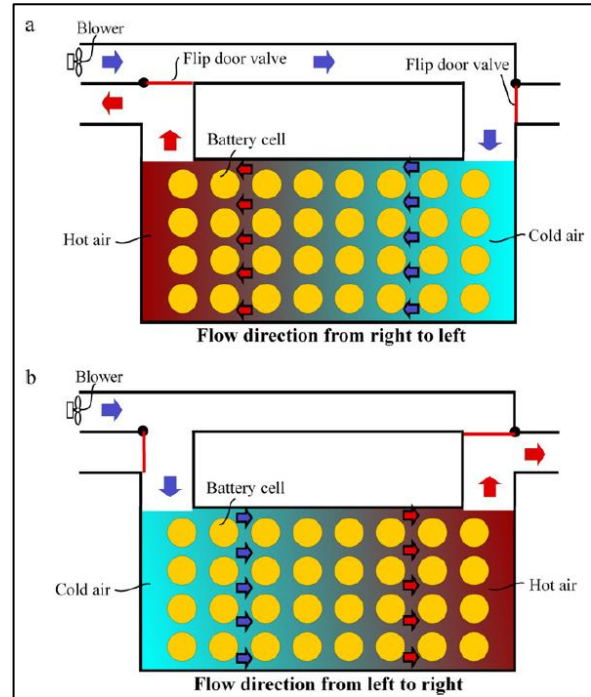 a
Blower
Flip door valve
Flip door valve
Battery cell
Hot air
Cold air
Flow direction from right to left
b
Blower
Battery cell
Cold air
Hot air
Flow direction from left to right